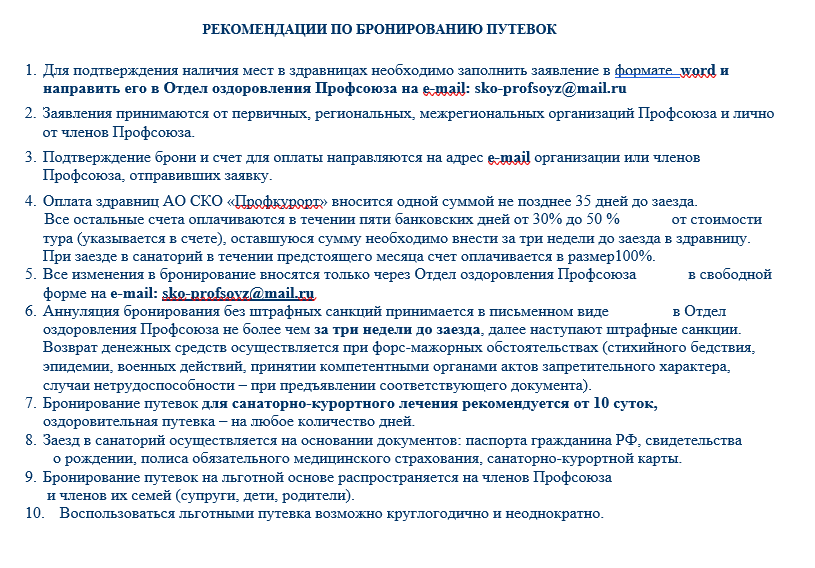 РЕКОМЕНДАЦИИ ПО БРОНИРОВАНИЮ ПУТЕВОК
1. Для подтверждения наличия мест в здравницах необходимо заполнить заявление в формате word и
направить его в Отдел оздоровления Профсоюза на e-mail: sko-profsoyz@mail.ru
2. Заявления принимаются от первичных, региональных, межрегиональных организаций Профсоюза и лично
от членов Профсоюза.
3. Подтверждение брони и счет для оплаты направляются на адрес e-mail организации или членов
Профсоюза, отправивших заявку.
4. Оплата здравниц АО СКО «Профкурорт» вносится одной суммой не позднее 35 дней до заезда.
Все остальные счета оплачиваются в течении пяти банковских дней от 30% до 50 % от стоимости
тура (указывается в счете), оставшуюся сумму необходимо внести за три недели до заезда в здравницу.
При заезде в санаторий в течении предстоящего месяца счет оплачивается в размер100%.
5. Все изменения в бронирование вносятся только через Отдел оздоровления Профсоюза в свободной
форме на e-mail: sko-profsoyz@mail.ru
6. Аннуляция бронирования без штрафных санкций принимается в письменном виде в Отдел
оздоровления Профсоюза не более чем за три недели до заезда, далее наступают штрафные санкции.
Возврат денежных средств осуществляется при форс-мажорных обстоятельствах (стихийного бедствия,
эпидемии, военных действий, принятии компетентными органами актов запретительного характера,
случаи нетрудоспособности – при предъявлении соответствующего документа).
7. Бронирование путевок для санаторно-курортного лечения рекомендуется от 10 суток,
оздоровительная путевка – на любое количество дней.
8. Заезд в санаторий осуществляется на основании документов: паспорта гражданина РФ, свидетельства
о рождении, полиса обязательного медицинского страхования, санаторно-курортной карты.
9. Бронирование путевок на льготной основе распространяется на членов Профсоюза
и членов их семей (супруги, дети, родители).
10. Воспользоваться льготными путевка возможно круглогодично и неоднократно.